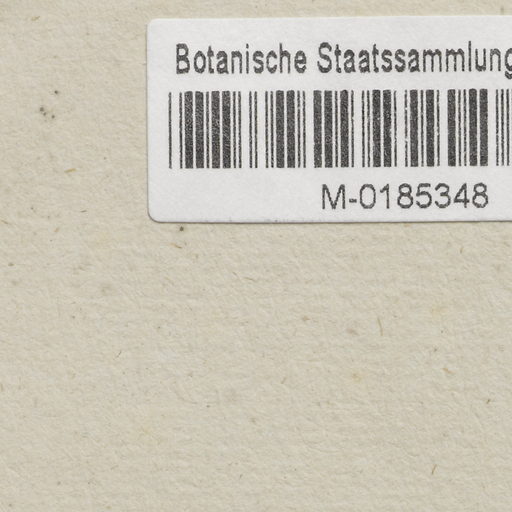 Botanische Staatssammlung
M-0185348